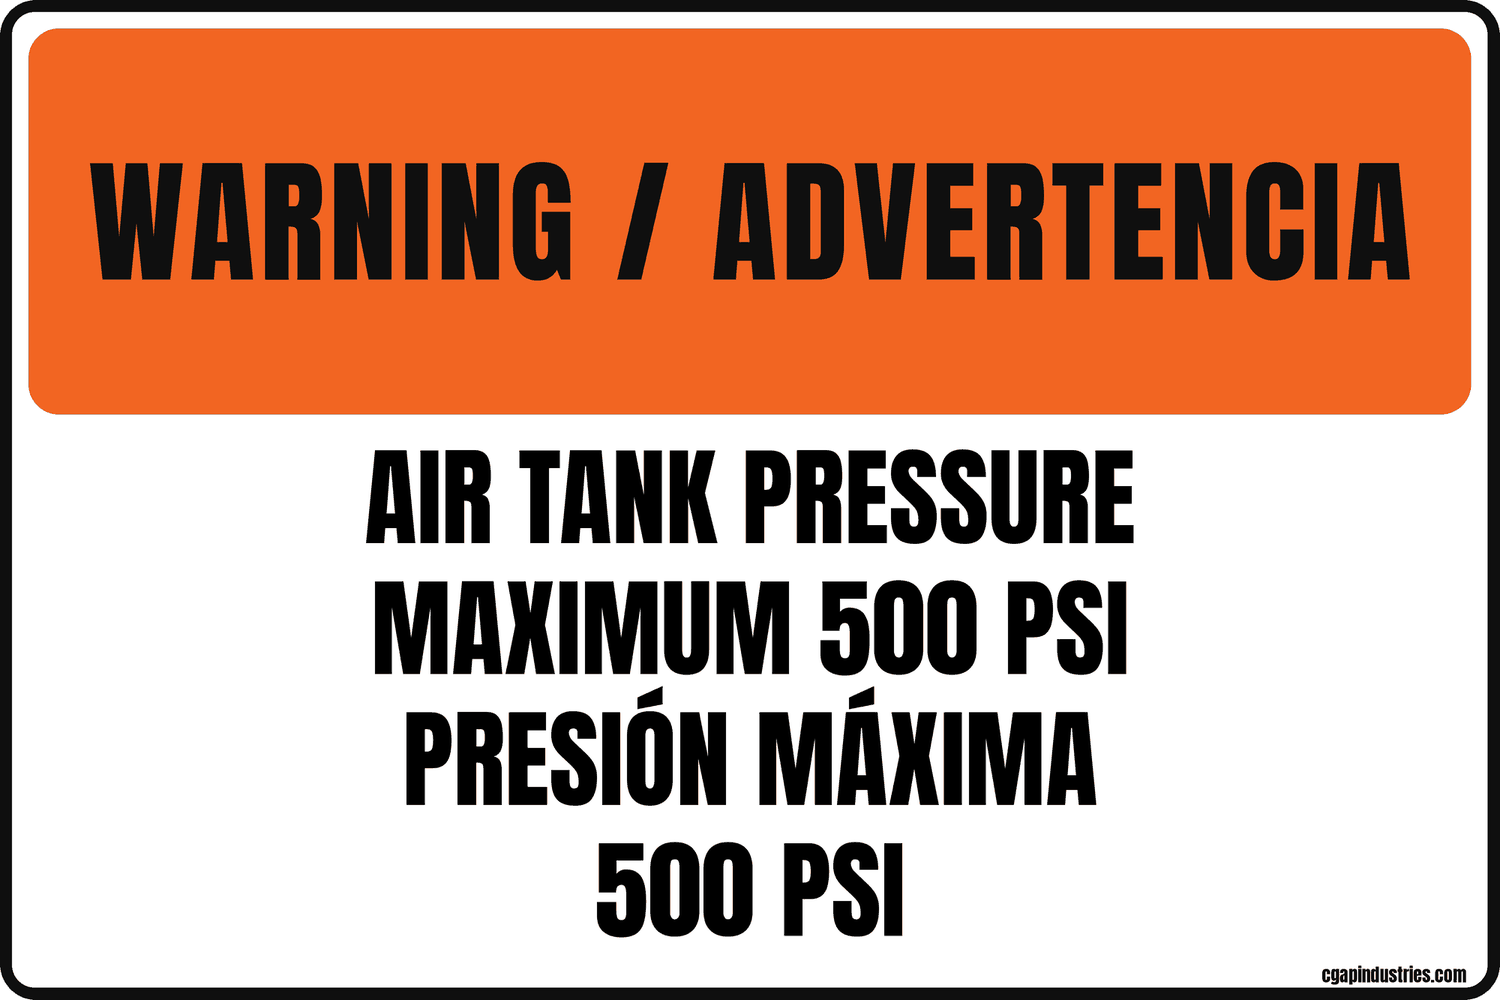 WARNING / ADVERTENCIA
AIR TANK PRESSURE
MAXIMUM 500 PSI
PRESIÓN MÁXIMA
500 PSI
cgapindustries.com